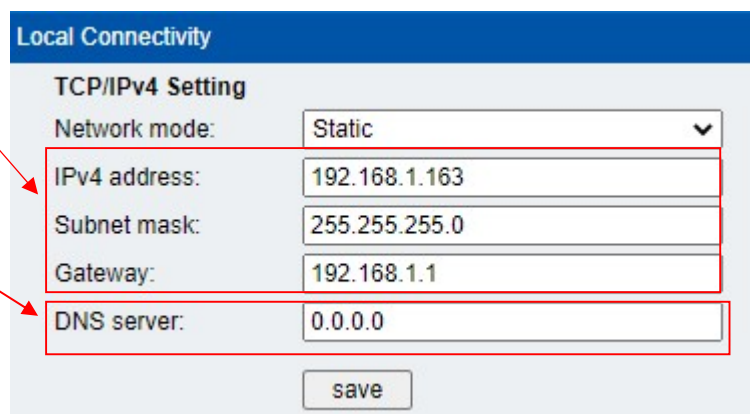 Local Connectivity
TCP/IPv4 Setting
Network mode: Static
IPv4 address: 192.168.1.163
Subnet mask: 255.255.255.0
Gateway: 192.168.1.1
DNS server: 0.0.0.0
save